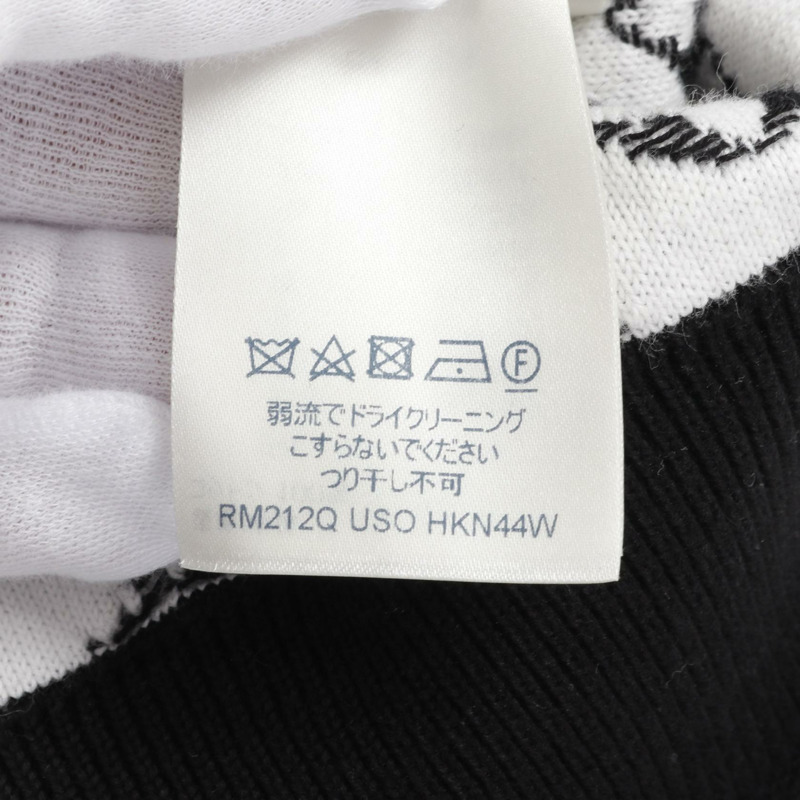 F
弱流でドライクリーニング
こすらないでください
つり干し不可
RM212Q USO HKN44W